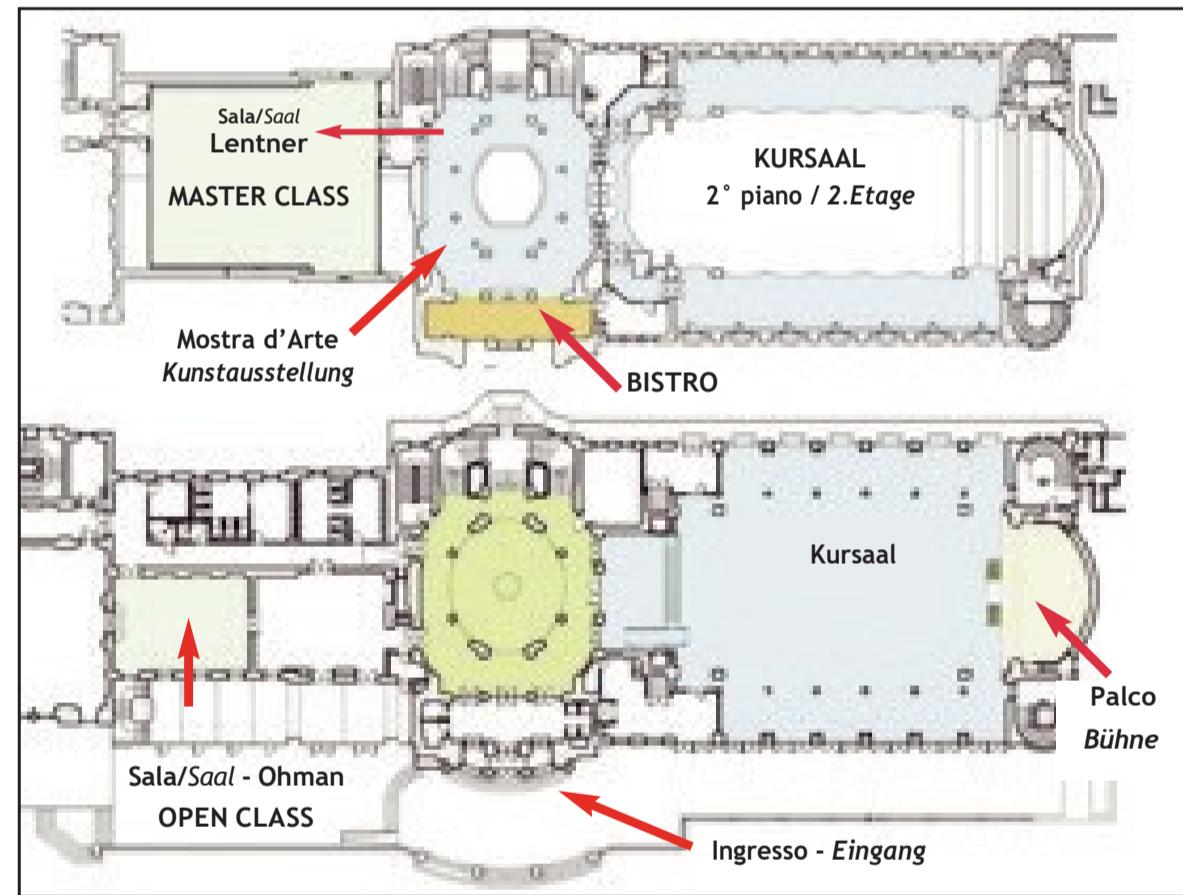 Sala/Saal
Lentner
MASTER CLASS
KURSAAL
2° piano / 2.Etage
Mostra d'Arte
Kunstausstellung
BISTRO
Kursaal
Palco
Bühne
Sala/Saal - Ohman
OPEN CLASS
Ingresso - Eingang